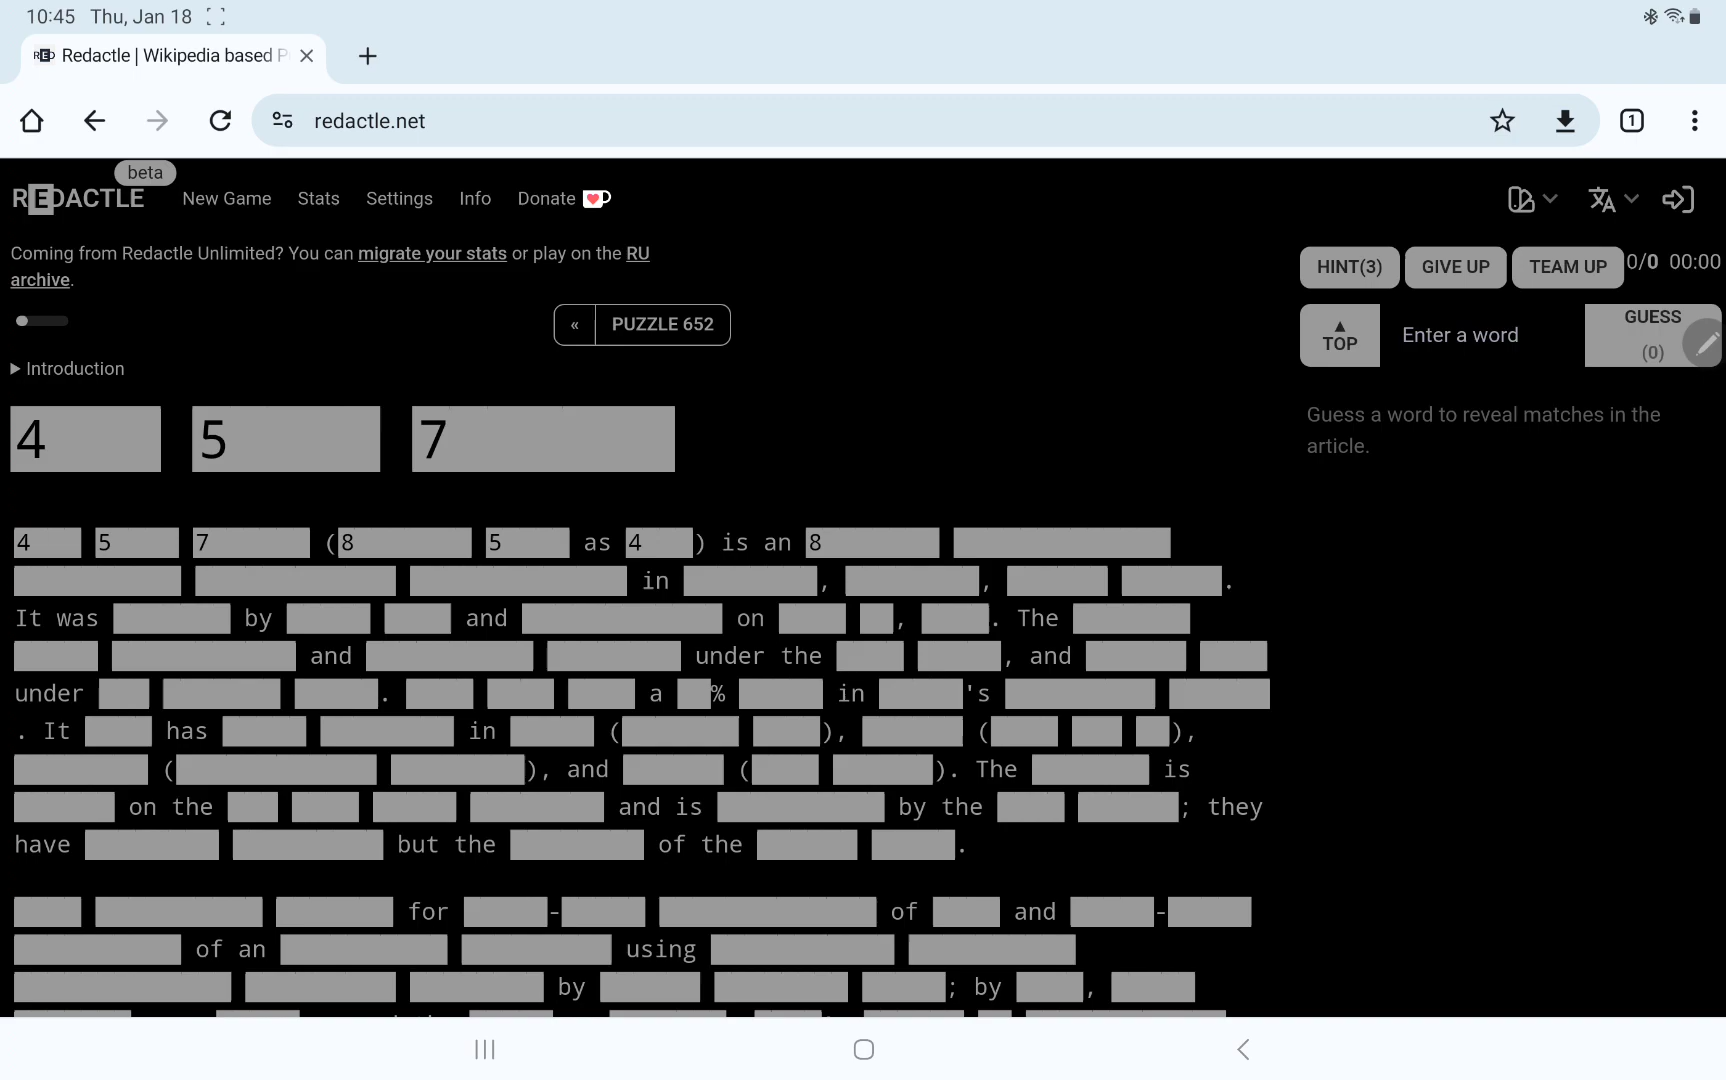 10:45 Thu, Jan 18
RED Redactle | Wikipedia based P
redactle.net
1
beta
REDACTLE New Game Stats Settings Info Donate
Coming from Redactle Unlimited? You can migrate your stats or play on the RU
archive.
HINT(3) GIVE UP TEAM UP 0/0 00:00
« PUZZLE 652
▲ TOP Enter a word GUESS (0)
▶ Introduction
Guess a word to reveal matches in the
article.
4 5 7
4 5 7 (8 5 as 4 ) is an 8
in , , .
It was by and on , . The
and under the , and
under . a % in 's
. It has in ( ), ( ),
( ), and ( ). The is
on the and is by the ; they
have but the of the .
for - of and -
of an using
by ; by ,